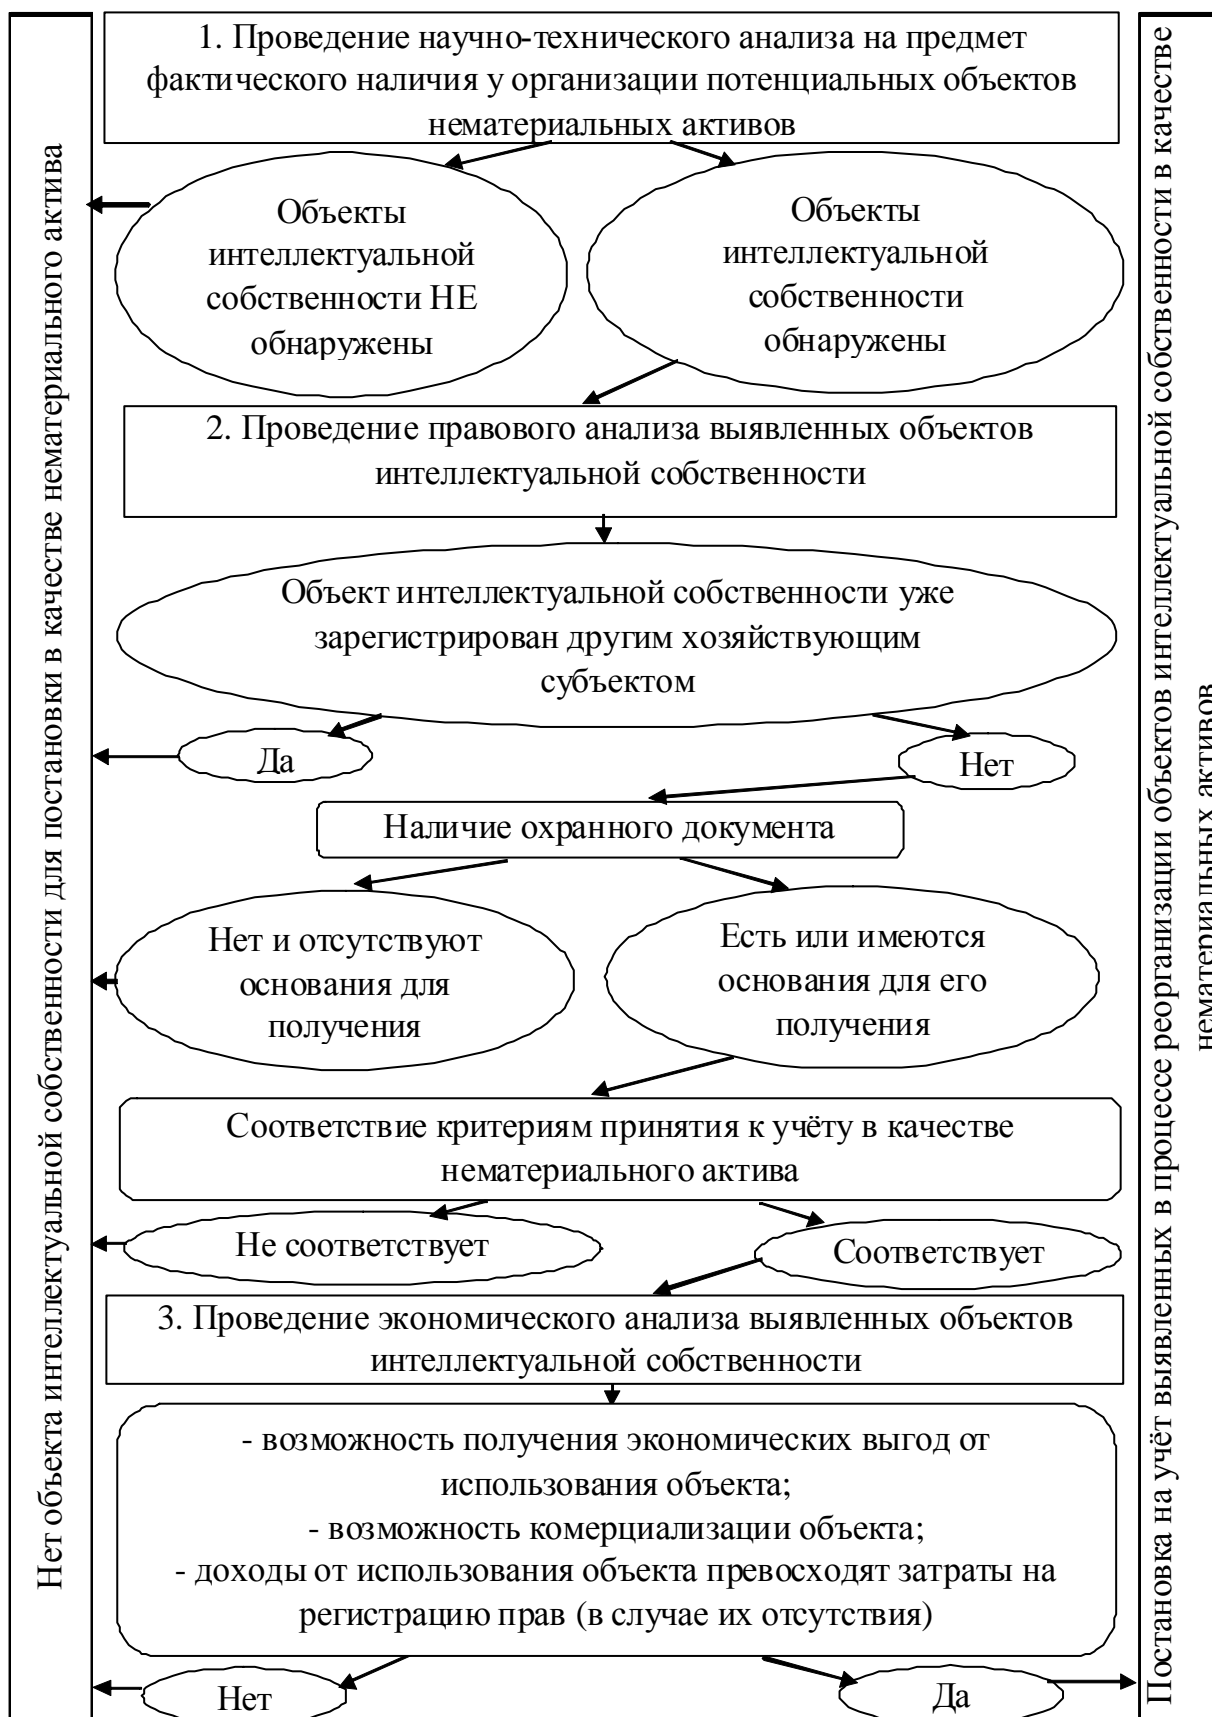 1. Проведение научно-технического анализа на предмет
фактического наличия у организации потенциальных объектов
нематериальных активов
Объекты
интеллектуальной
собственности НЕ
обнаружены
Объекты
интеллектуальной
собственности
обнаружены
2. Проведение правового анализа выявленных объектов
интеллектуальной собственности
Объект интеллектуальной собственности уже
зарегистрирован другим хозяйствующим
субъектом
Да
Нет
Наличие охранного документа
Нет и отсутствуют
основания для
получения
Есть или имеются
основания для его
получения
Соответствие критериям принятия к учёту в качестве
нематериального актива
Не соответствует
Соответствует
3. Проведение экономического анализа выявленных объектов
интеллектуальной собственности
- возможность получения экономических выгод от
использования объекта;
- возможность комерциализации объекта;
- доходы от использования объекта превосходят затраты на
регистрацию прав (в случае их отсутствия)
Нет
Да
Нет объекта интеллектуальной собственности для постановки в качестве нематериального актива
Постановка на учёт выявленных в процессе реорганизации объектов интеллектуальной собственности в качестве
нематериальных активов